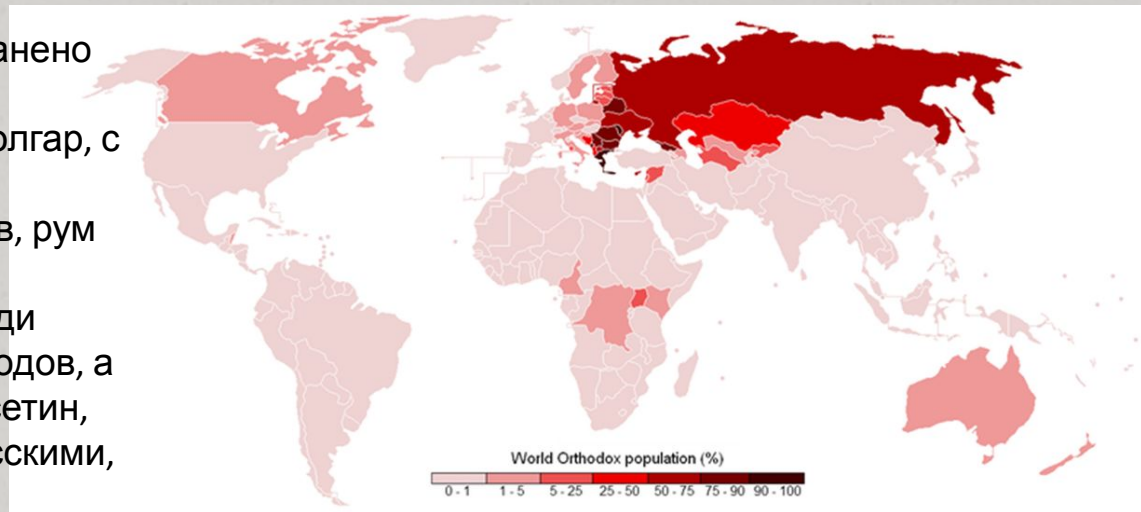 анено
олгар, с
в, рум
ди
одов, а
сетин,
сскими,
World Orthodox population (%)
0 - 1 1 - 5 5 - 25 25 - 50 50 - 75 75 - 90 90 - 100